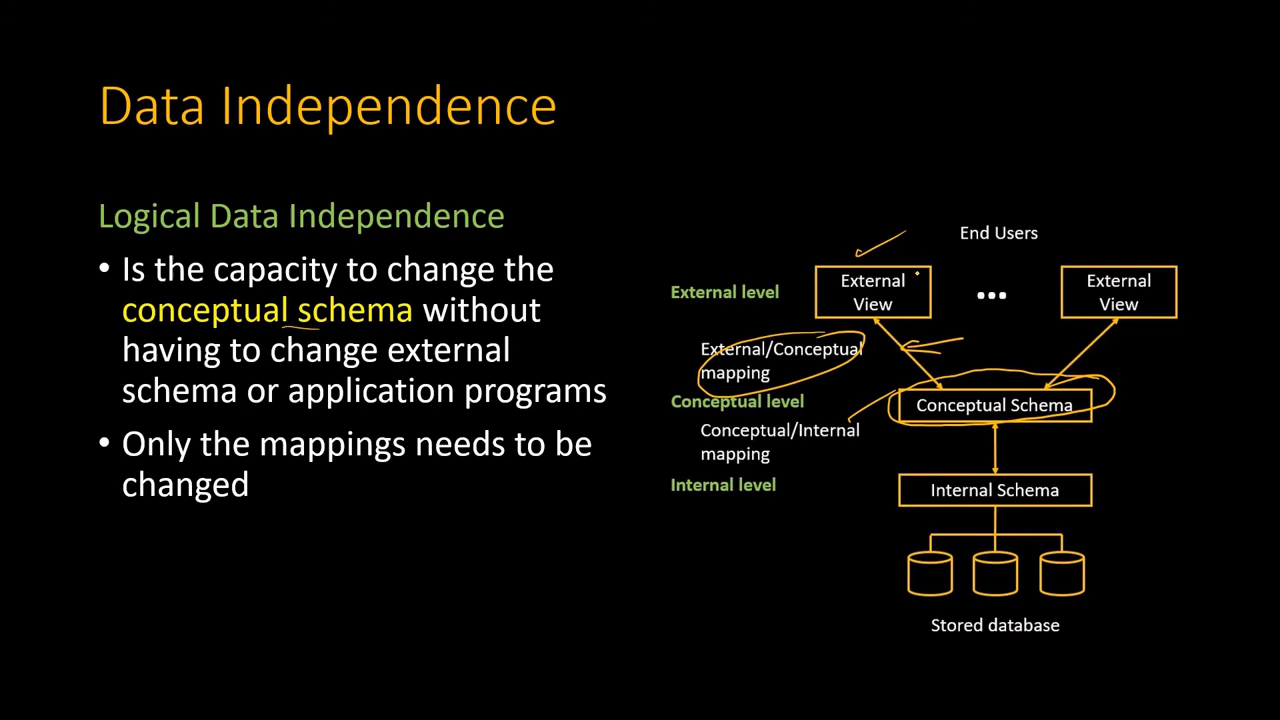 Data Independence
Logical Data Independence
• Is the capacity to change the
conceptual schema without
having to change external
schema or application programs
• Only the mappings needs to be
changed
End Users
External level
External
View
•••
External
View
External/Conceptual
mapping
Conceptual level
Conceptual Schema
Conceptual/Internal
mapping
Internal level
Internal Schema
Stored database